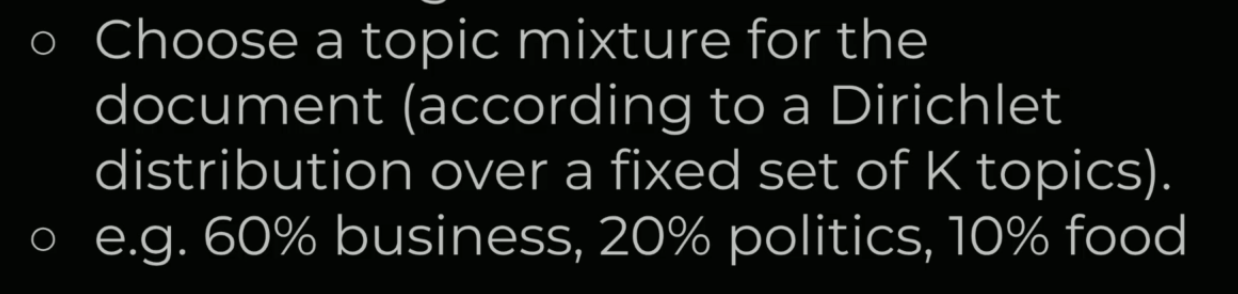 ○ Choose a topic mixture for the
document (according to a Dirichlet
distribution over a fixed set of K topics).
○ e.g. 60% business, 20% politics, 10% food